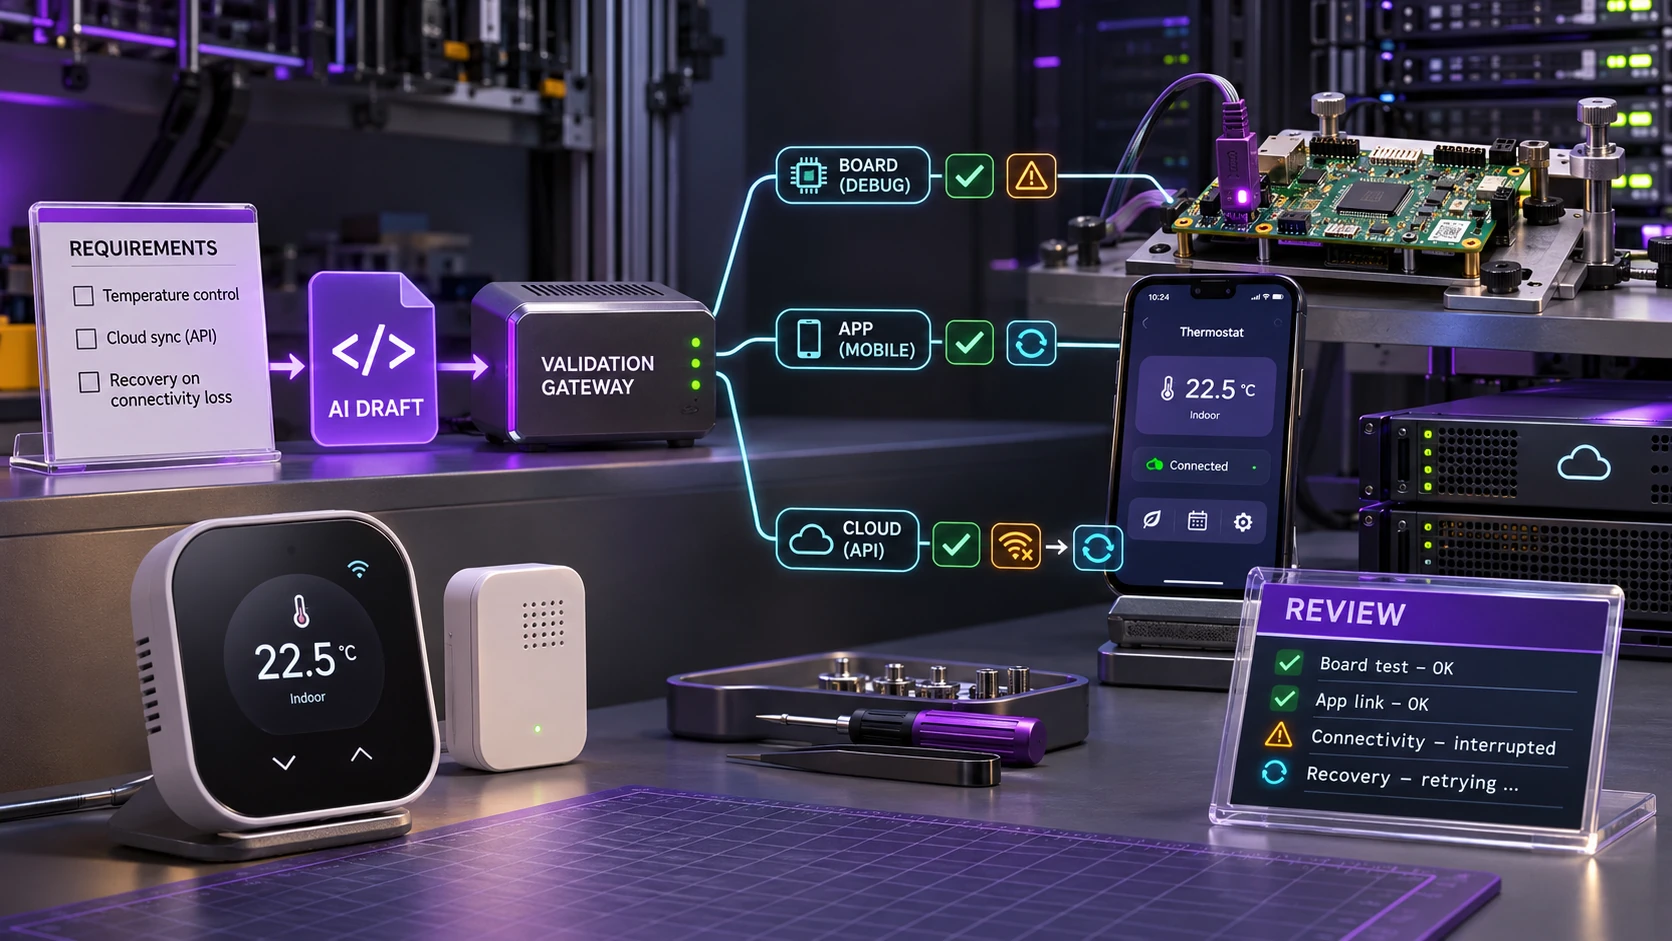 REQUIREMENTS
Temperature control
Cloud sync (API)
Recovery on
connectivity loss
</>
AI DRAFT
VALIDATION
GATEWAY
BOARD
(DEBUG)
APP
(MOBILE)
CLOUD
(API)
10:24
Thermostat
22.5 °C
Indoor
Connected
22.5 °C
Indoor
REVIEW
Board test – OK
App link – OK
Connectivity – interrupted
Recovery – retrying ...